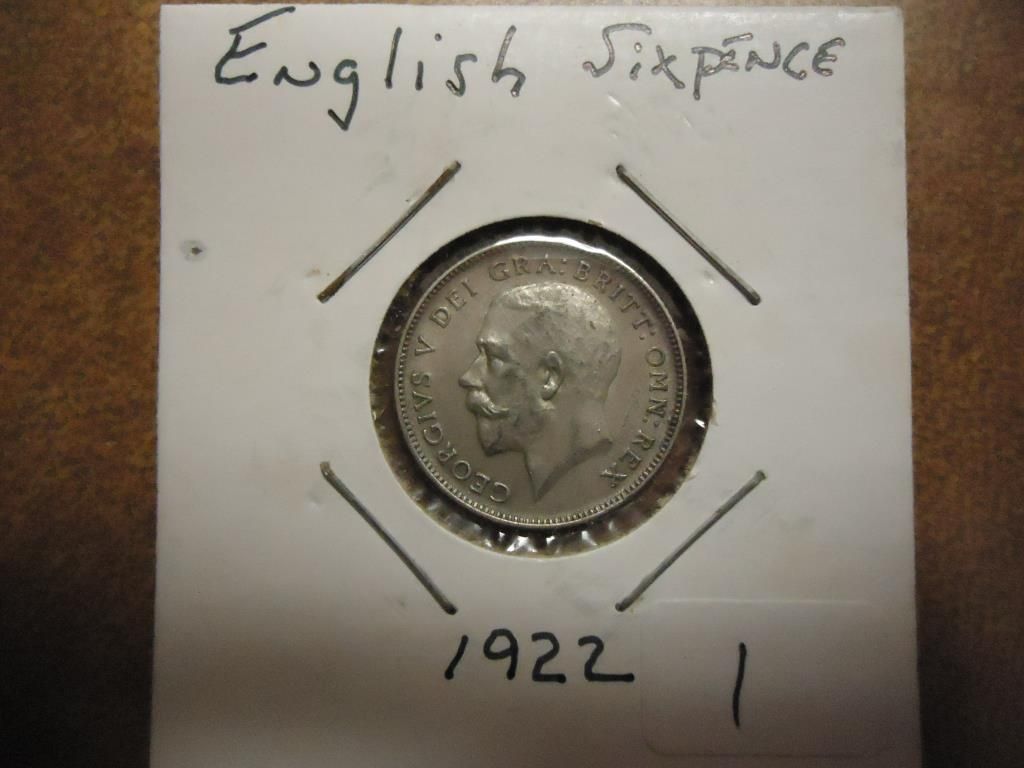 English Sixpence
GEORGIVS V DEI GRA: BRITT: OMN: REX
1922
1